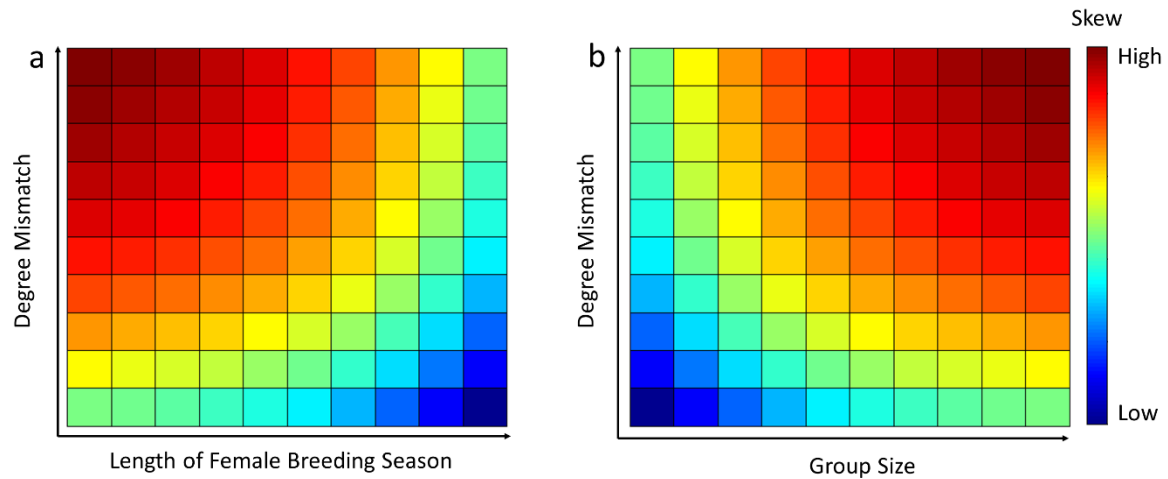 Skew
a
b
High
Degree Mismatch
Degree Mismatch
Low
Length of Female Breeding Season
Group Size